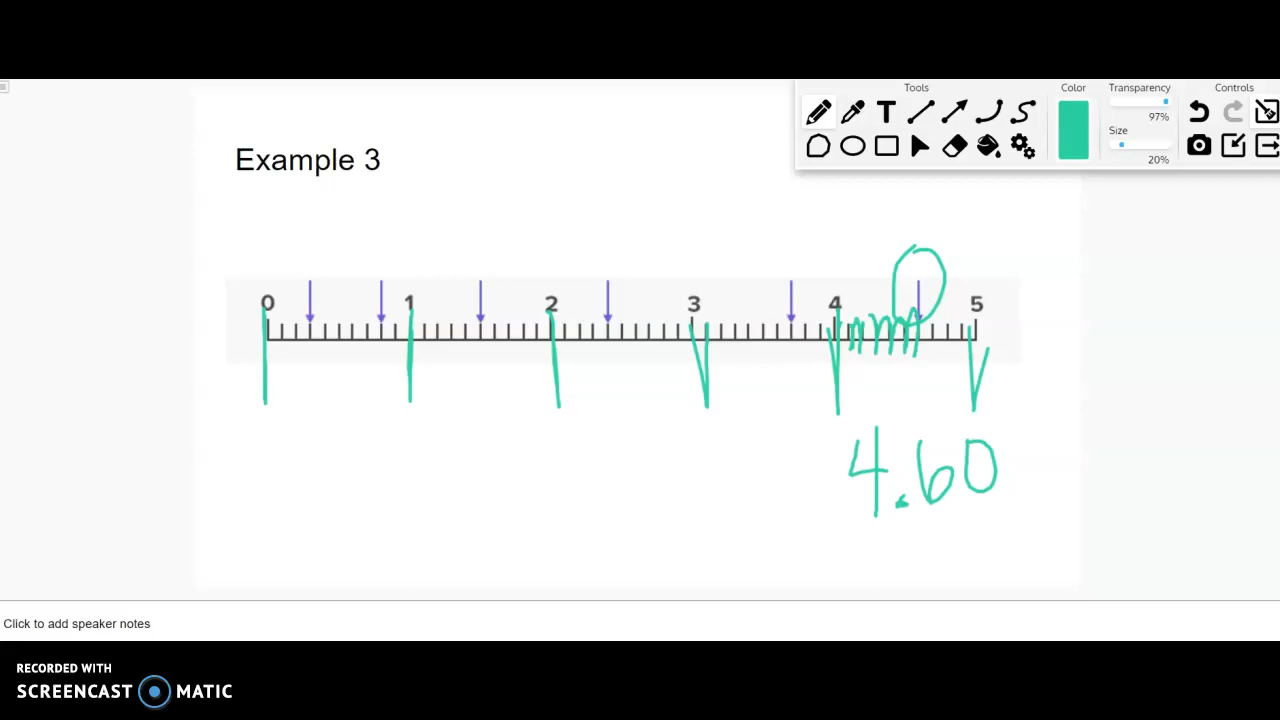 Tools
Color
Transparency
Controls
97%
Size
20%
Example 3
0 1 2 3 4 5
4.60
Click to add speaker notes
RECORDED WITH
SCREENCAST MATIC